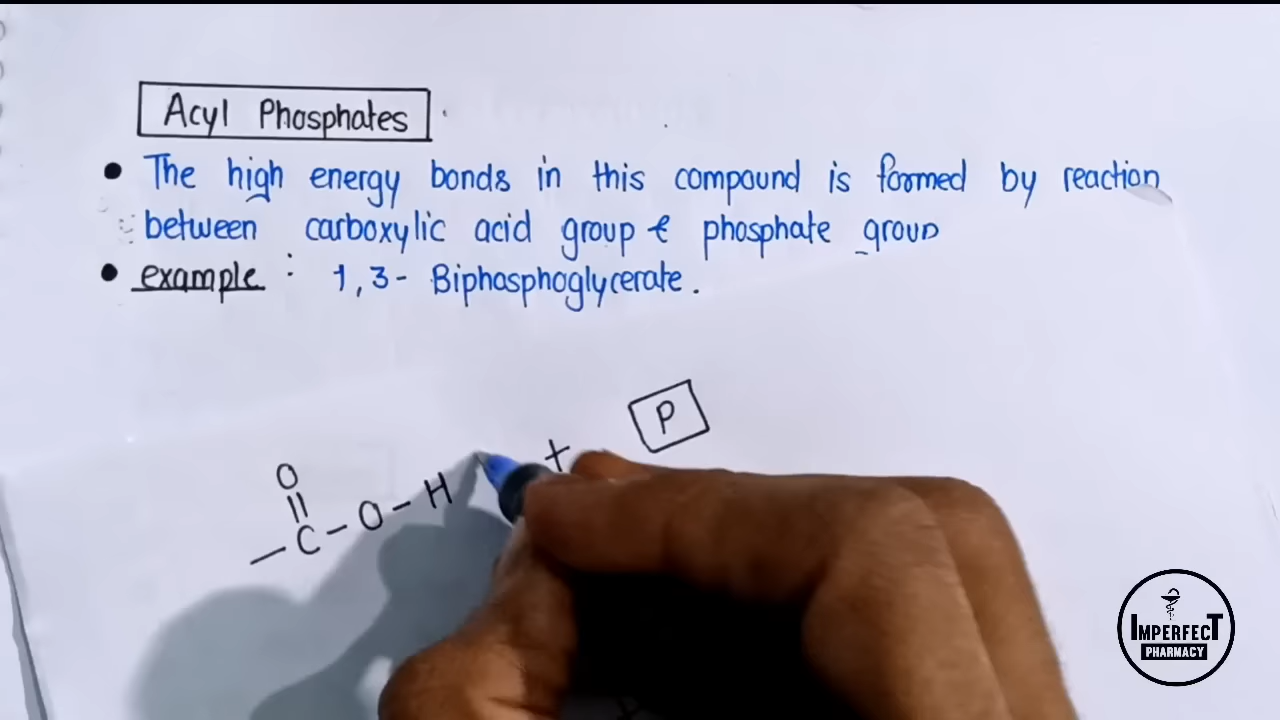 Acyl Phosphates
The high energy bonds in this compound is formed by reaction
between carboxylic acid group & phosphate group
example : 1,3- Biphasphoglycerate.
P
+
O
C - O - H
IMPERFECT
PHARMACY